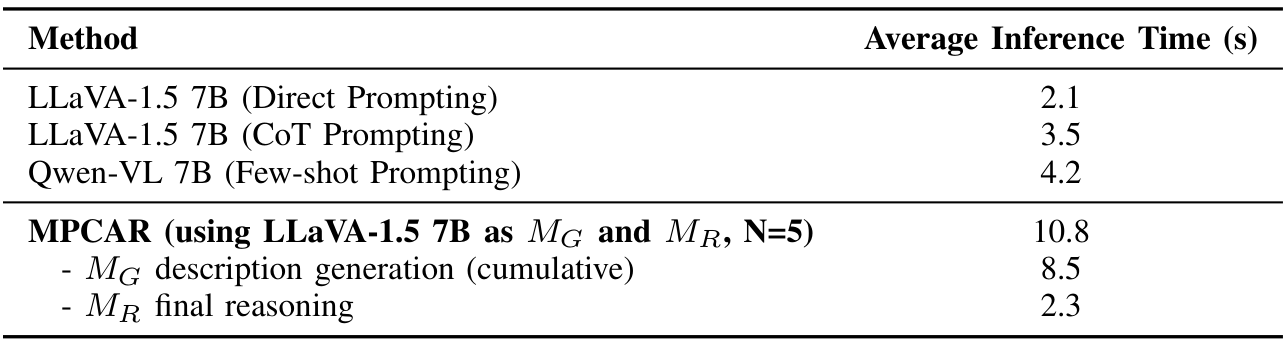 Method Average Inference Time (s)
LLaVA-1.5 7B (Direct Prompting) 2.1
LLaVA-1.5 7B (CoT Prompting) 3.5
Qwen-VL 7B (Few-shot Prompting) 4.2
MPCAR (using LLaVA-1.5 7B as M_G and M_R, N=5) 10.8
- M_G description generation (cumulative) 8.5
- M_R final reasoning 2.3